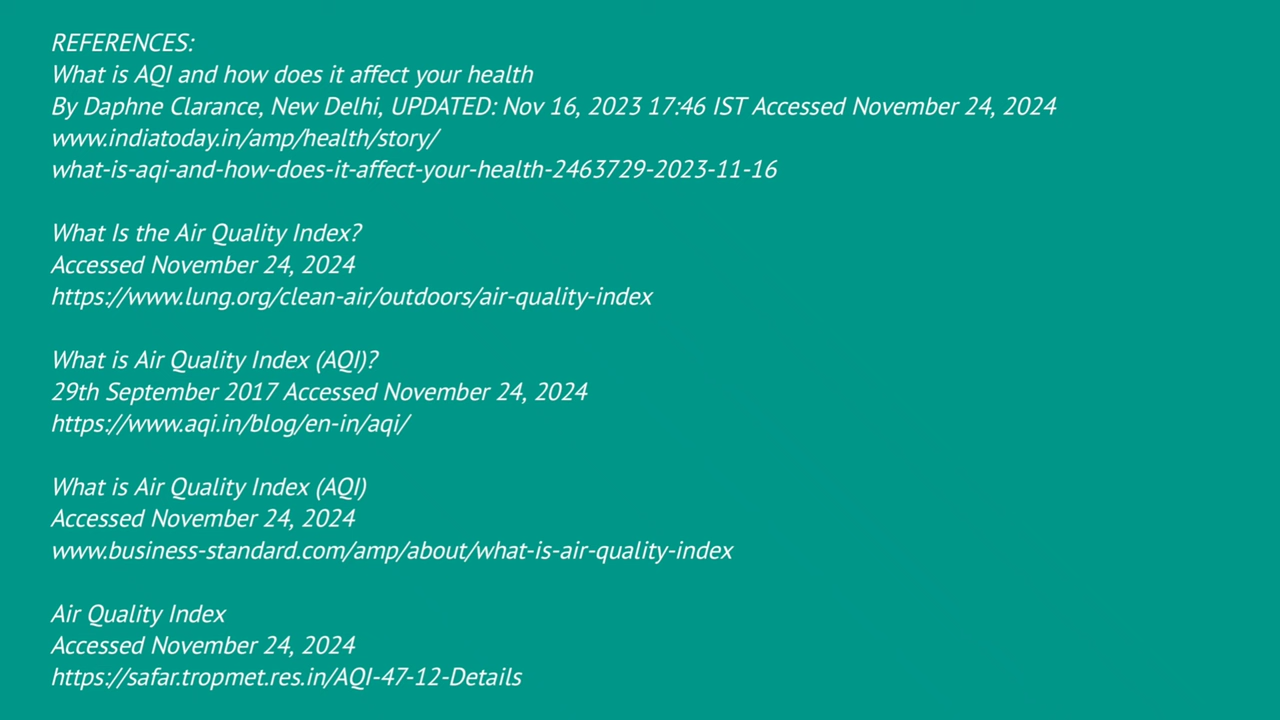 REFERENCES:
What is AQI and how does it affect your health
By Daphne Clarance, New Delhi, UPDATED: Nov 16, 2023 17:46 IST Accessed November 24, 2024
www.indiatoday.in/amp/health/story/
what-is-aqi-and-how-does-it-affect-your-health-2463729-2023-11-16
What Is the Air Quality Index?
Accessed November 24, 2024
https://www.lung.org/clean-air/outdoors/air-quality-index
What is Air Quality Index (AQI)?
29th September 2017 Accessed November 24, 2024
https://www.aqi.in/blog/en-in/aqi/
What is Air Quality Index (AQI)
Accessed November 24, 2024
www.business-standard.com/amp/about/what-is-air-quality-index
Air Quality Index
Accessed November 24, 2024
https://safar.tropmet.res.in/AQI-47-12-Details